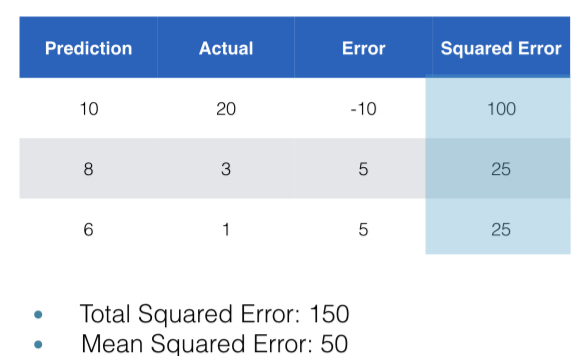 Prediction Actual Error Squared Error
10 20 -10 100
8 3 5 25
6 1 5 25
• Total Squared Error: 150
• Mean Squared Error: 50